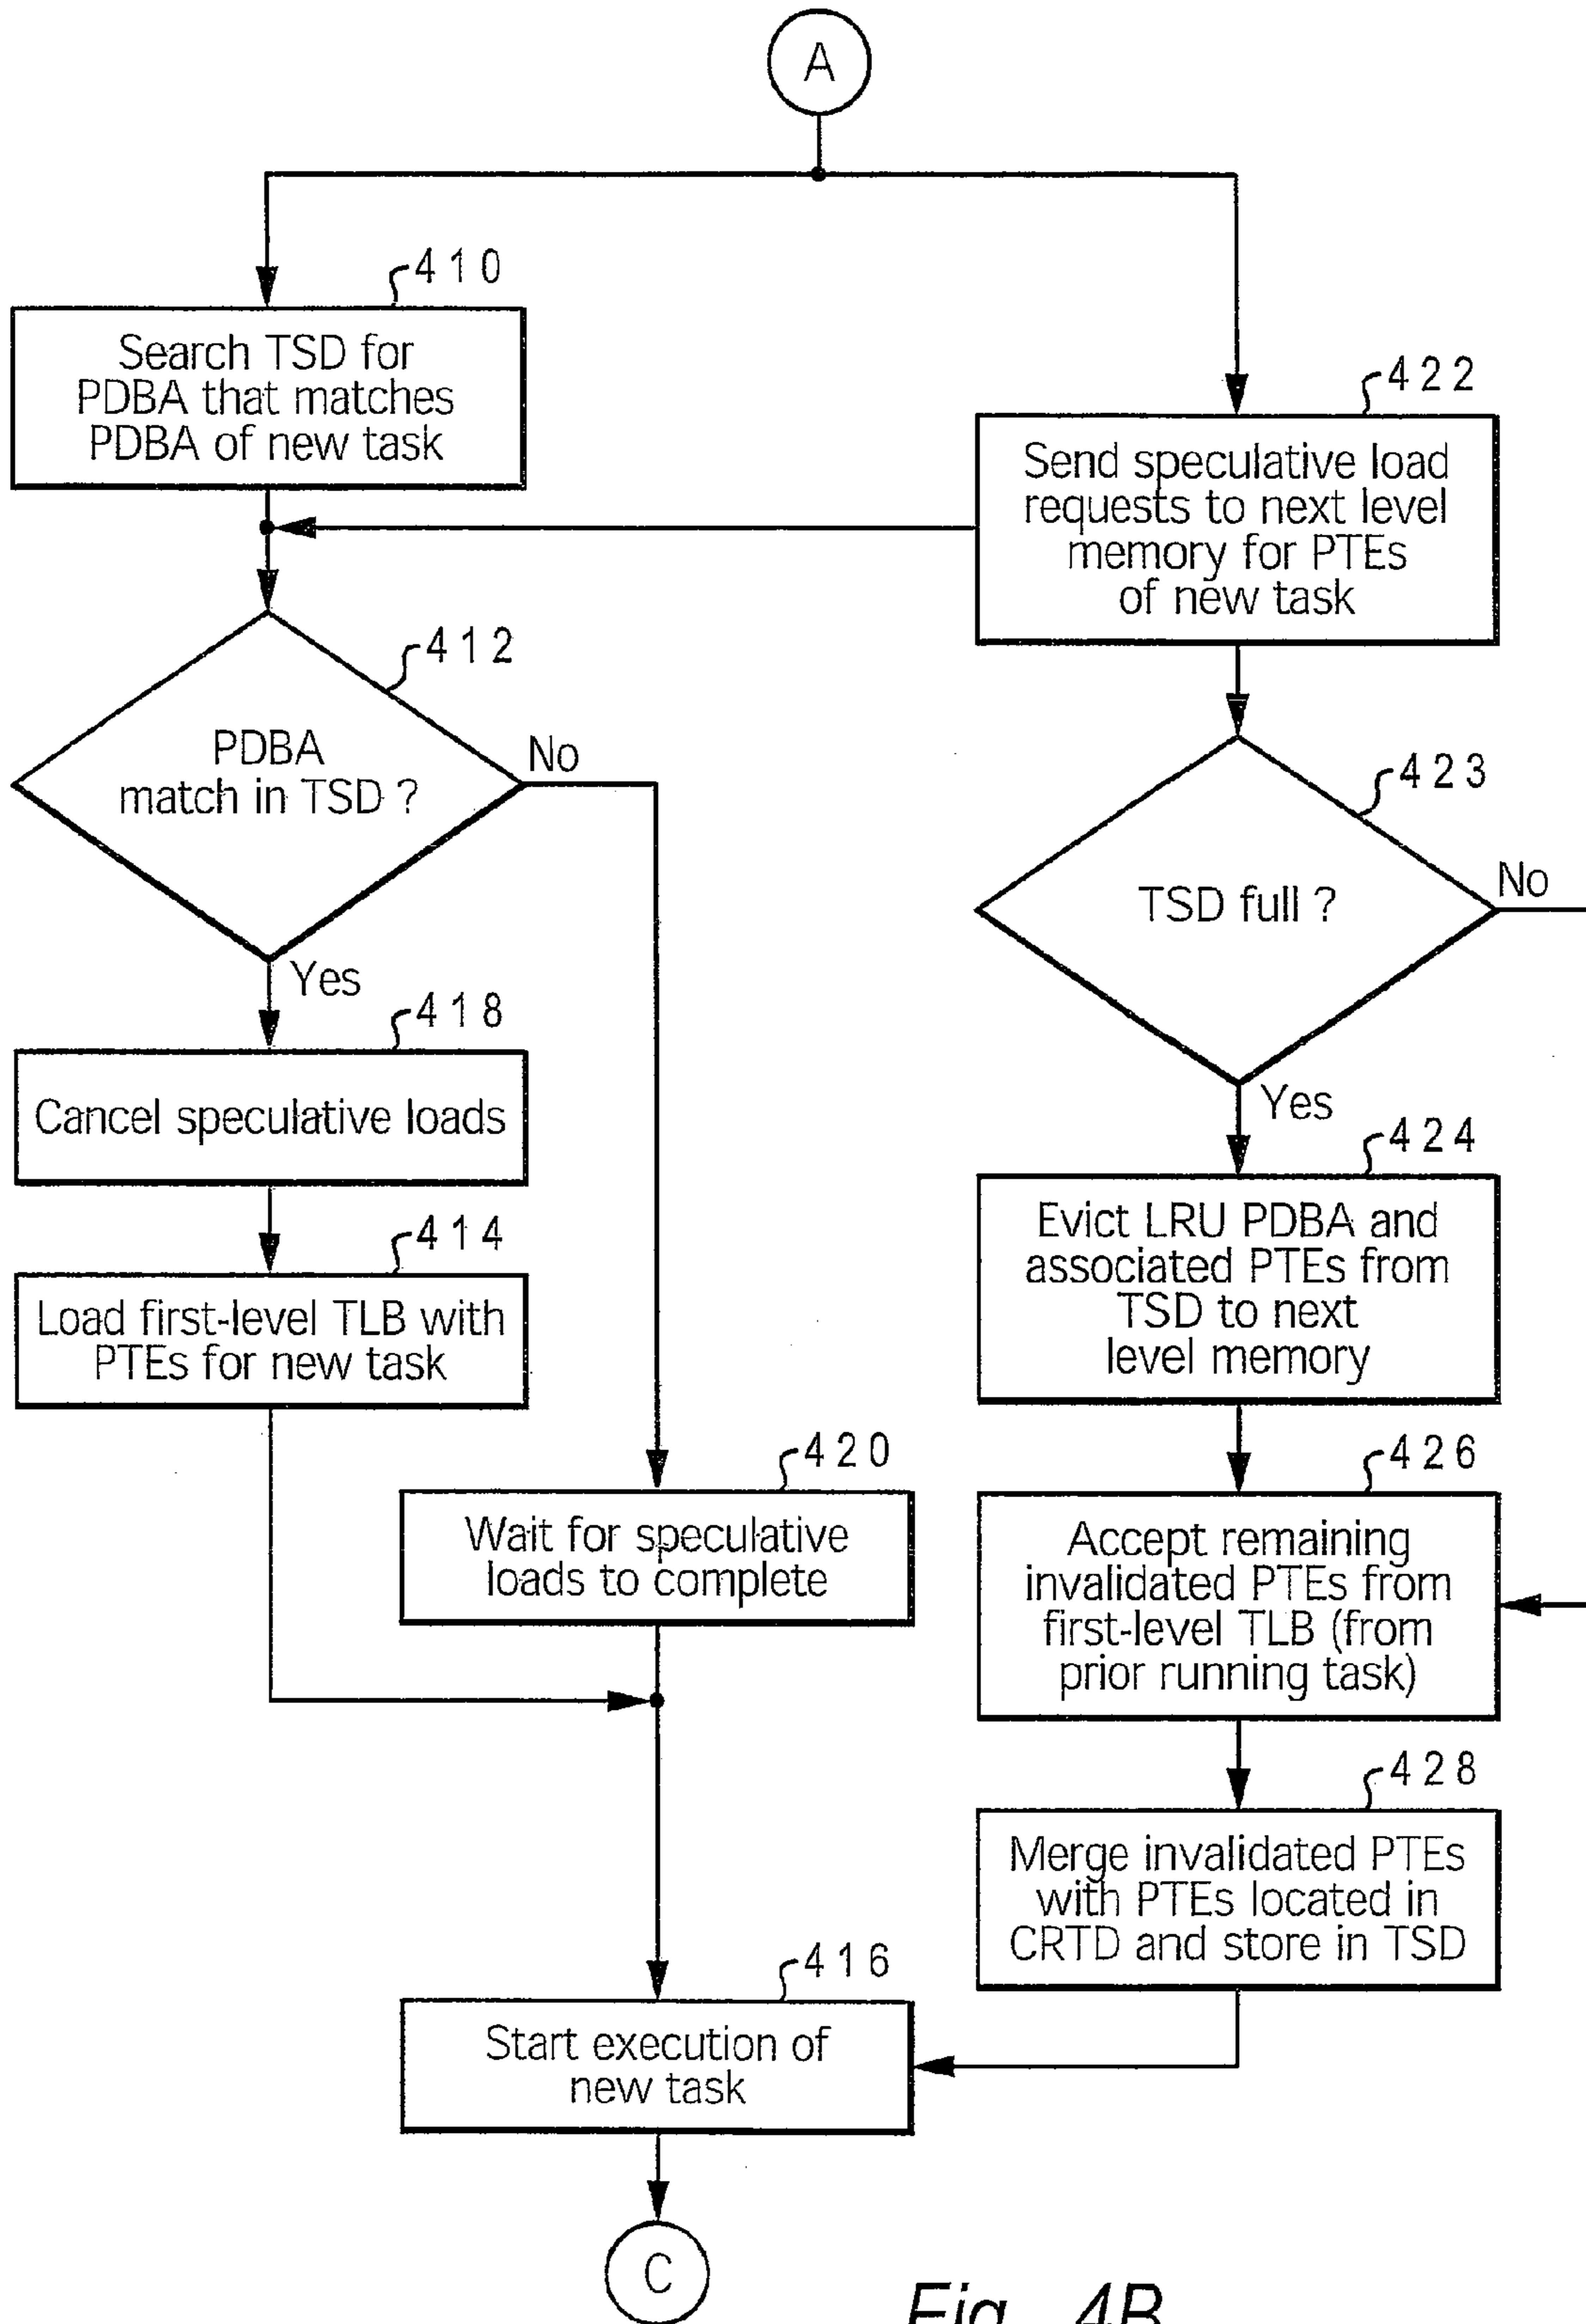 A
410
Search TSD for
PDBA that matches
PDBA of new task
422
Send speculative load
requests to next level
memory for PTEs
of new task
412
PDBA
match in TSD ?
No
Yes
423
TSD full ?
No
Yes
418
Cancel speculative loads
414
Load first-level TLB with
PTEs for new task
424
Evict LRU PDBA and
associated PTEs from
TSD to next
level memory
420
Wait for speculative
loads to complete
426
Accept remaining
invalidated PTEs from
first-level TLB (from
prior running task)
428
Merge invalidated PTEs
with PTEs located in
CRTD and store in TSD
416
Start execution of
new task
C
Fig. 4B